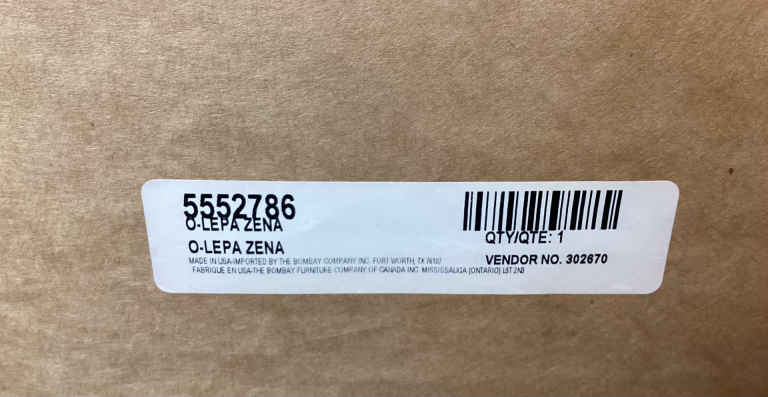 5552786
O-LEPA ZENA
O-LEPA ZENA
QTY/QTE: 1
VENDOR NO. 302670
MADE IN USA-IMPORTED BY THE BOMBAY COMPANY INC. FORT WORTH, TX 76102
FABRIQUE EN USA-THE BOMBAY FURNITURE COMPANY OF CANADA INC. MISSISSAUGA (ONTARIO)